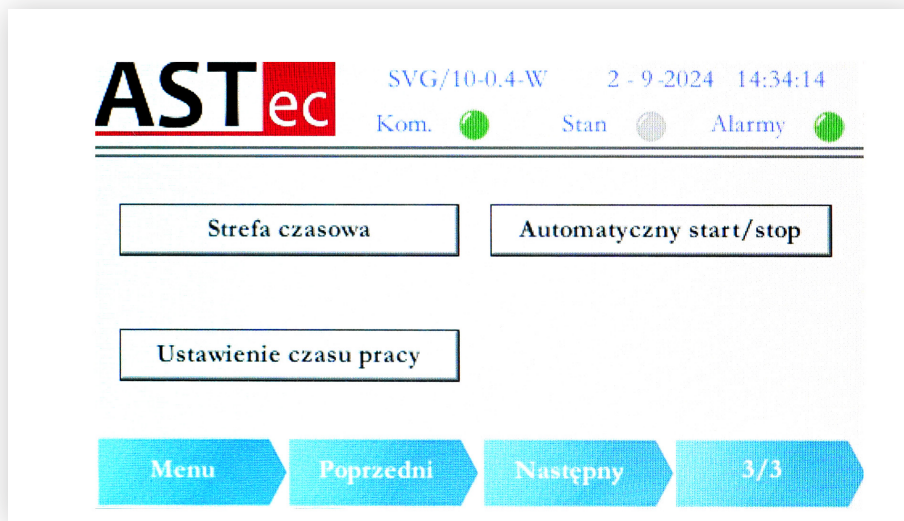 ASTec
SVG/10-0.4-W 2 - 9 -2024 14:34:14
Kom. Stan Alarmy
Strefa czasowa Automatyczny start/stop
Ustawienie czasu pracy
Menu Poprzedni Następny 3/3